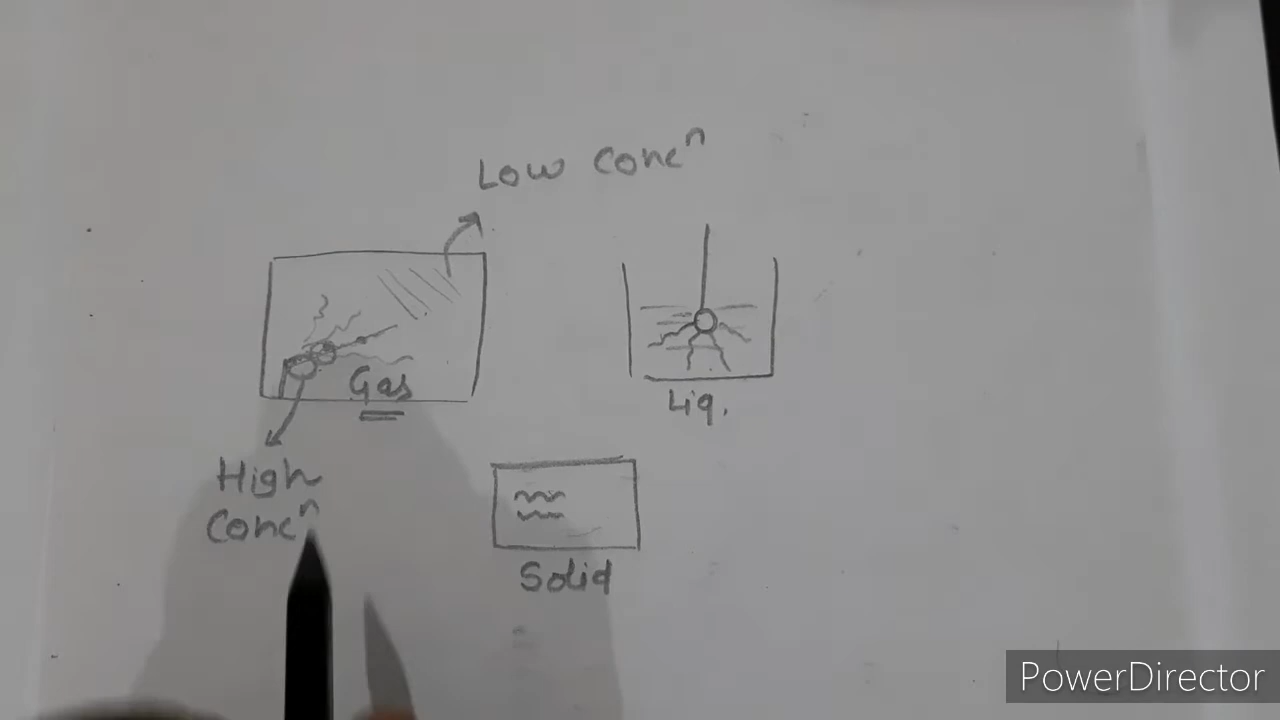 Low Concⁿ
Gas
Liq.
High
Concⁿ
Solid
PowerDirector